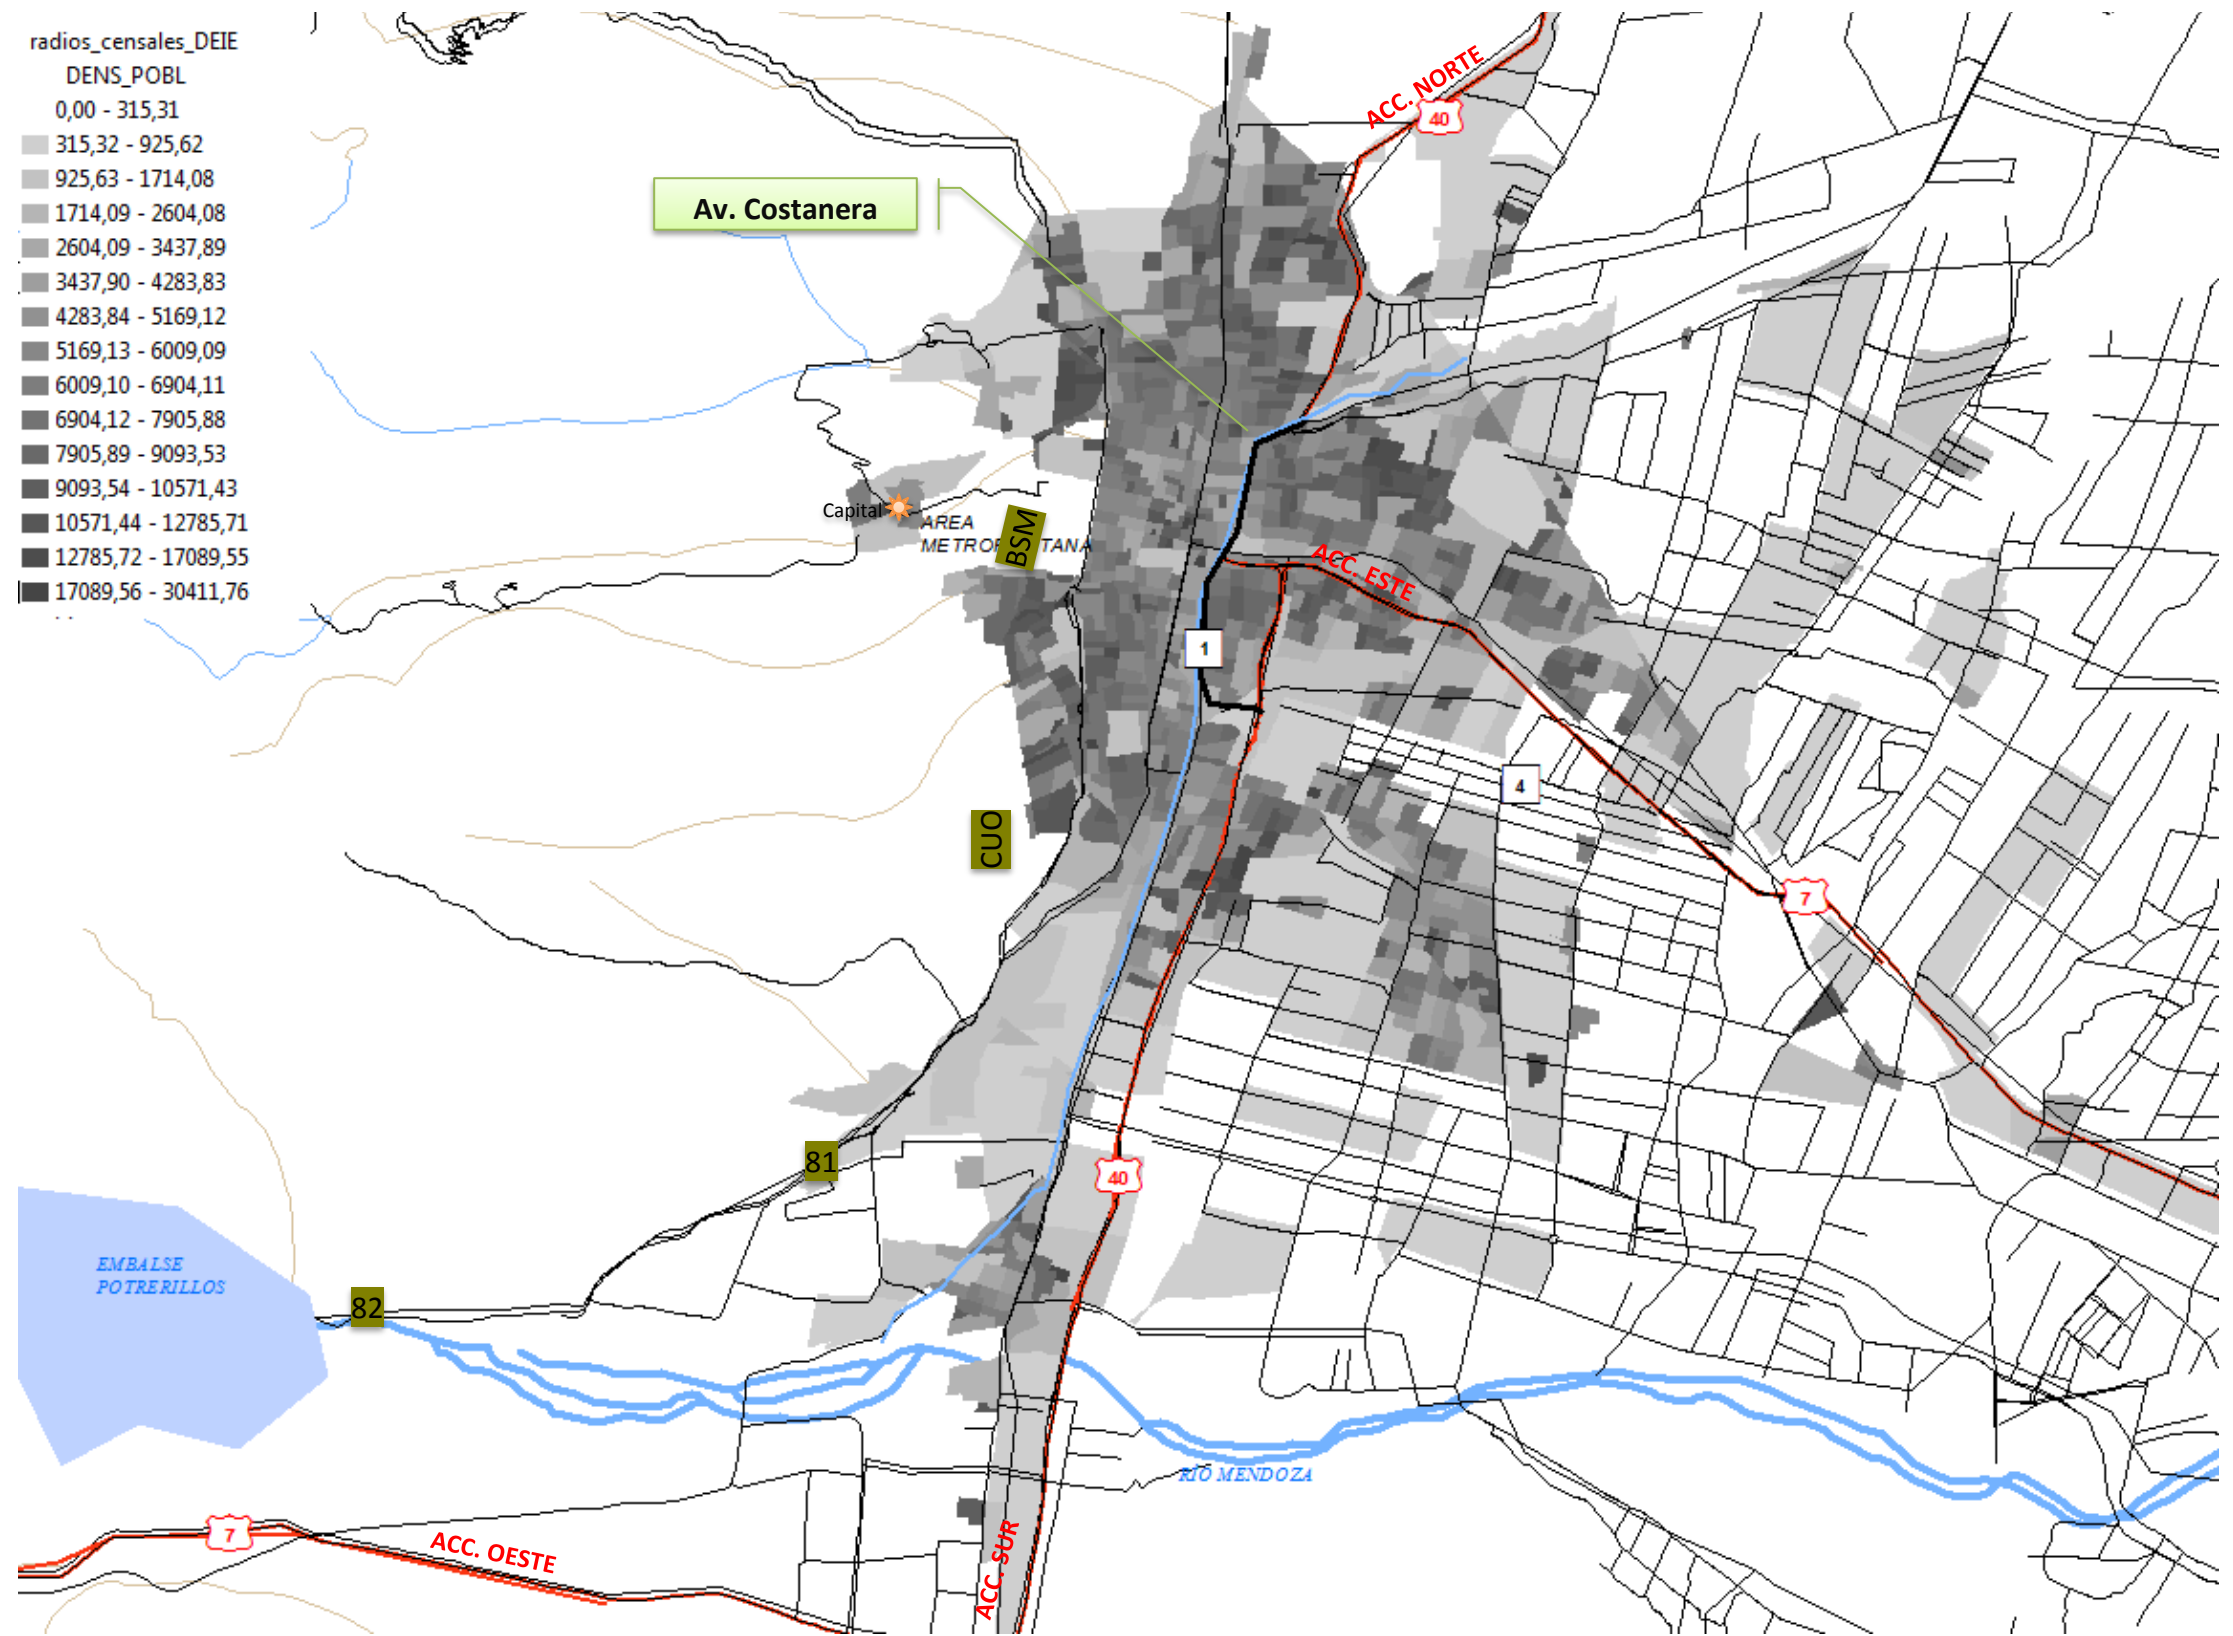 radios_censales_DEIE
DENS_POBL
0,00 - 315,31
315,32 - 925,62
925,63 - 1714,08
1714,09 - 2604,08
2604,09 - 3437,89
3437,90 - 4283,83
4283,84 - 5169,12
5169,13 - 6009,09
6009,10 - 6904,11
6904,12 - 7905,88
7905,89 - 9093,53
9093,54 - 10571,43
10571,44 - 12785,71
12785,72 - 17089,55
17089,56 - 30411,76
ACC. NORTE
40
Av. Costanera
Capital
AREA
METROPOLITANA
BSM
ACC. ESTE
1
4
CUO
7
81
40
EMBALSE
POTRERILLOS
82
RÍO MENDOZA
7
ACC. OESTE
ACC. SUR